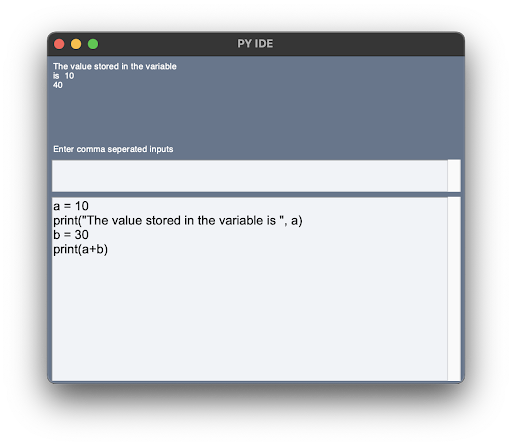 PY IDE
The value stored in the variable
is  10
40
Enter comma seperated inputs
a = 10
print("The value stored in the variable is ", a)
b = 30
print(a+b)